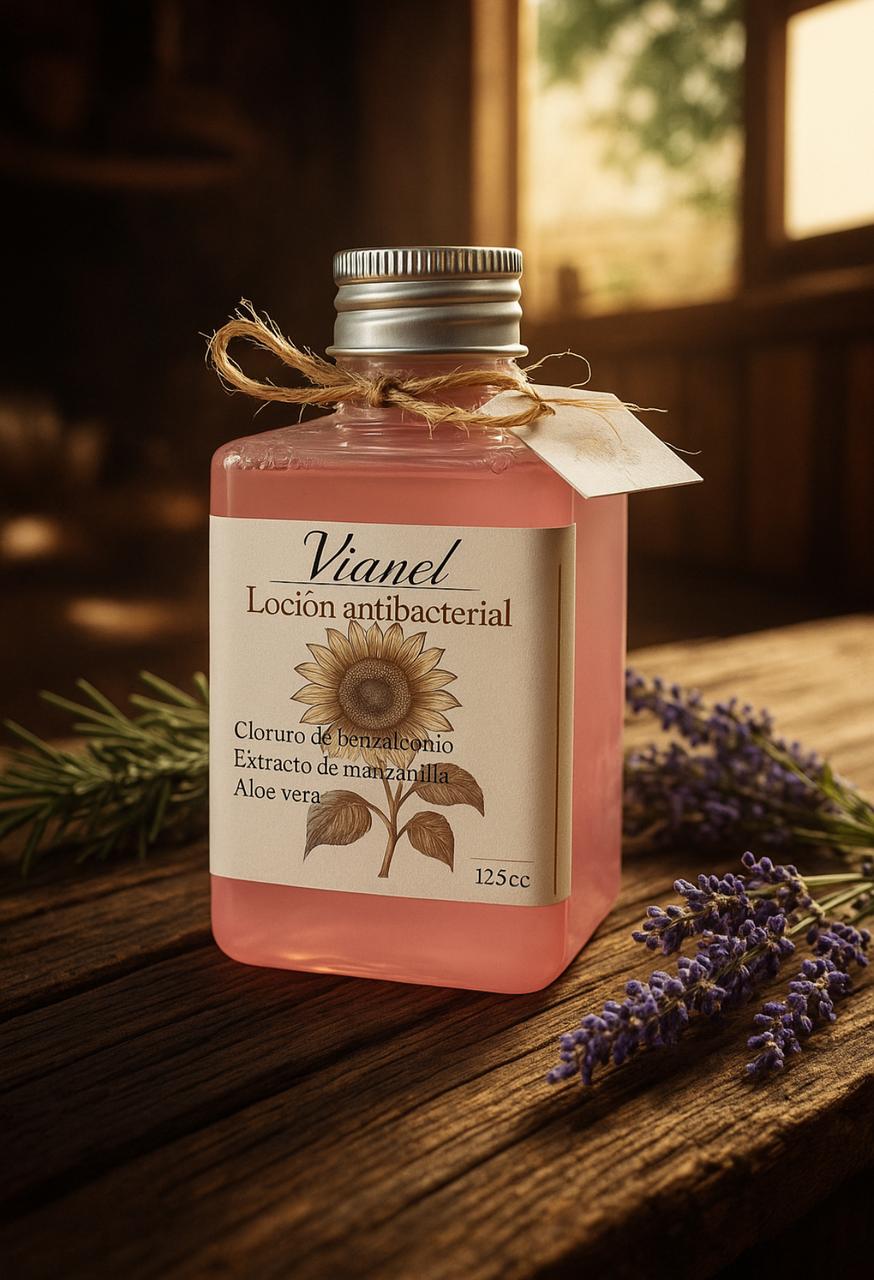 Vianel
Loción antibacterial
Cloruro de benzalconio
Extracto de manzanilla
Aloe vera
125cc